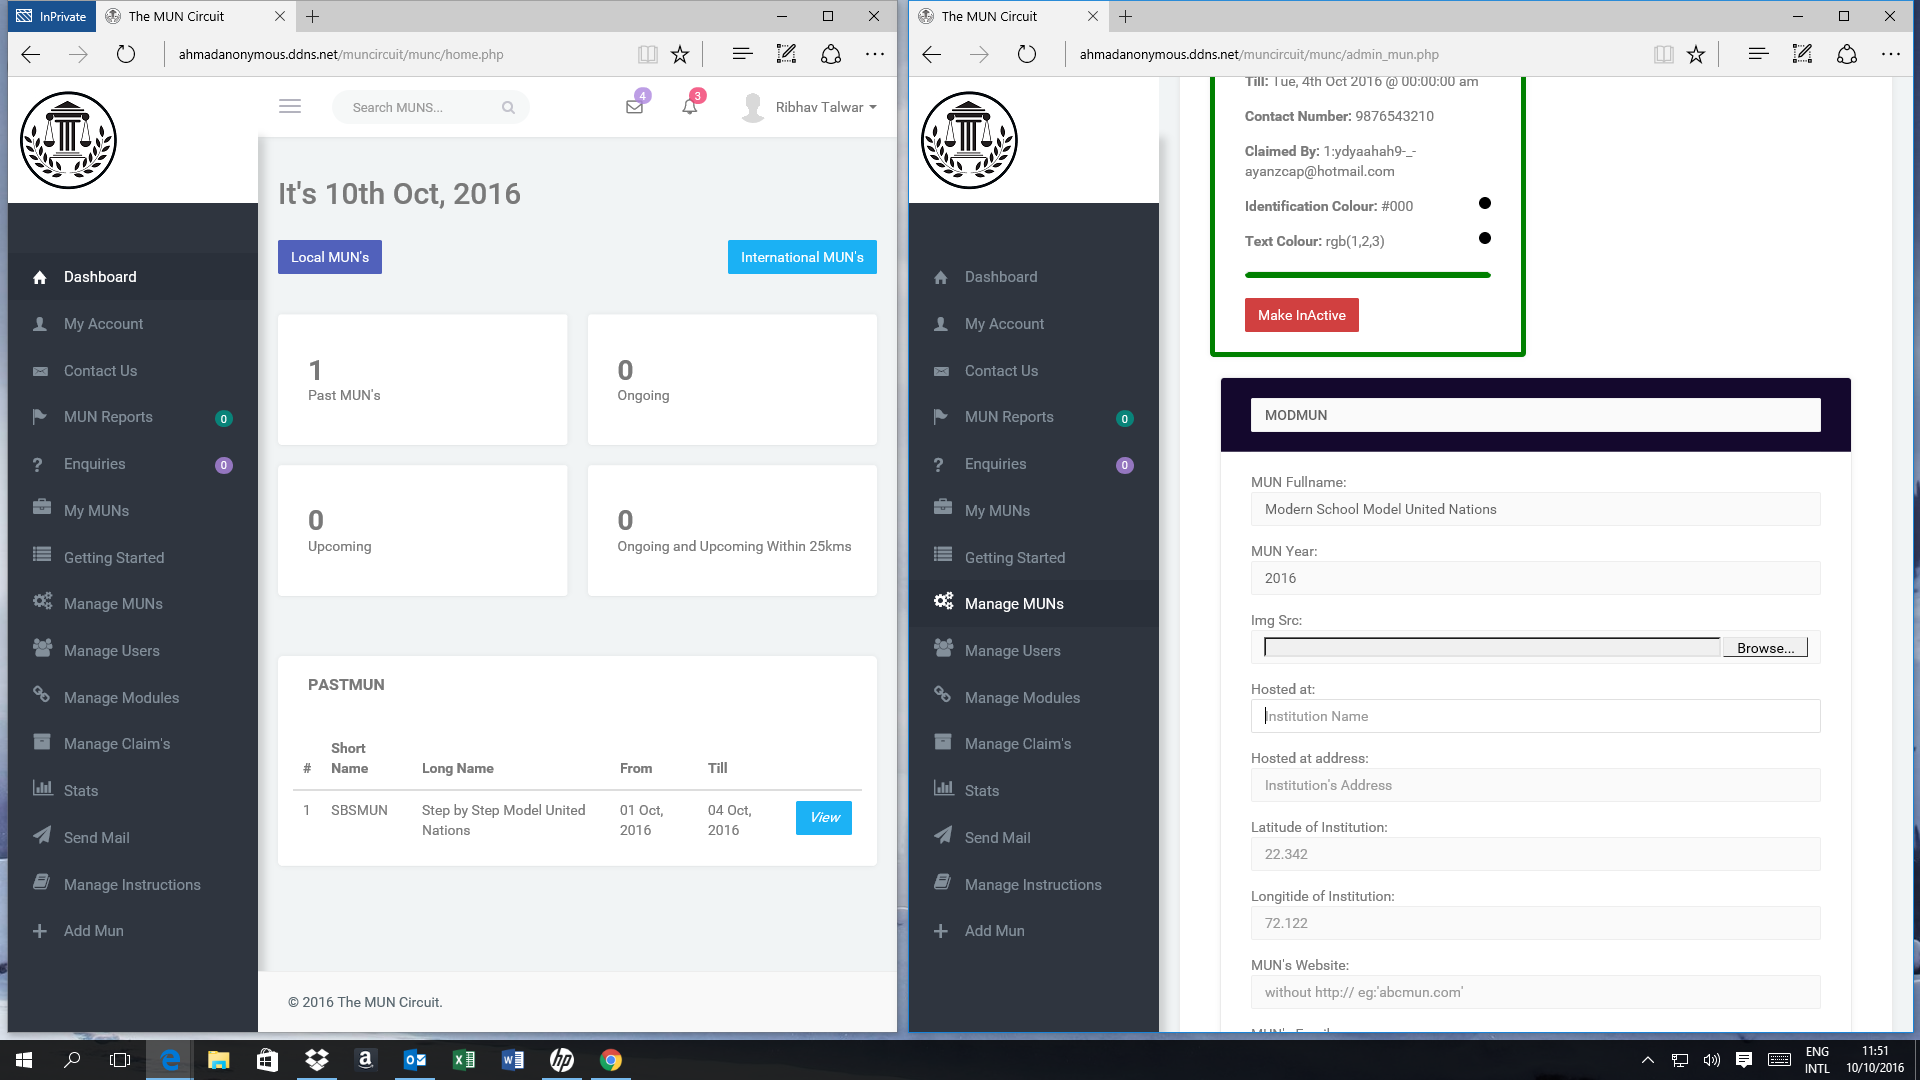 InPrivate
The MUN Circuit
ahmadanonymous.ddns.net/muncircuit/munc/home.php
Search MUNS...
4
3
Ribhav Talwar
Dashboard
My Account
Contact Us
MUN Reports
0
Enquiries
0
My MUNs
Getting Started
Manage MUNs
Manage Users
Manage Modules
Manage Claim's
Stats
Send Mail
Manage Instructions
Add Mun
It's 10th Oct, 2016
Local MUN's
International MUN's
1
Past MUN's
0
Ongoing
0
Upcoming
0
Ongoing and Upcoming Within 25kms
PASTMUN
# Short Name Long Name From Till
1 SBSMUN Step by Step Model United Nations 01 Oct, 2016 04 Oct, 2016 View
© 2016 The MUN Circuit.
The MUN Circuit
ahmadanonymous.ddns.net/muncircuit/munc/admin_mun.php
Dashboard
My Account
Contact Us
MUN Reports
0
Enquiries
0
My MUNs
Getting Started
Manage MUNs
Manage Users
Manage Modules
Manage Claim's
Stats
Send Mail
Manage Instructions
Add Mun
Till: Tue, 4th Oct 2016 @ 00:00:00 am
Contact Number: 9876543210
Claimed By: 1:ydyaahah9-_-
ayanzcap@hotmail.com
Identification Colour: #000
Text Colour: rgb(1,2,3)
Make InActive
MODMUN
MUN Fullname:
Modern School Model United Nations
MUN Year:
2016
Img Src:
Browse...
Hosted at:
Institution Name
Hosted at address:
Institution's Address
Latitude of Institution:
22.342
Longitide of Institution:
72.122
MUN's Website:
without http:// eg:'abcmun.com'
ENG
INTL
11:51
10/10/2016